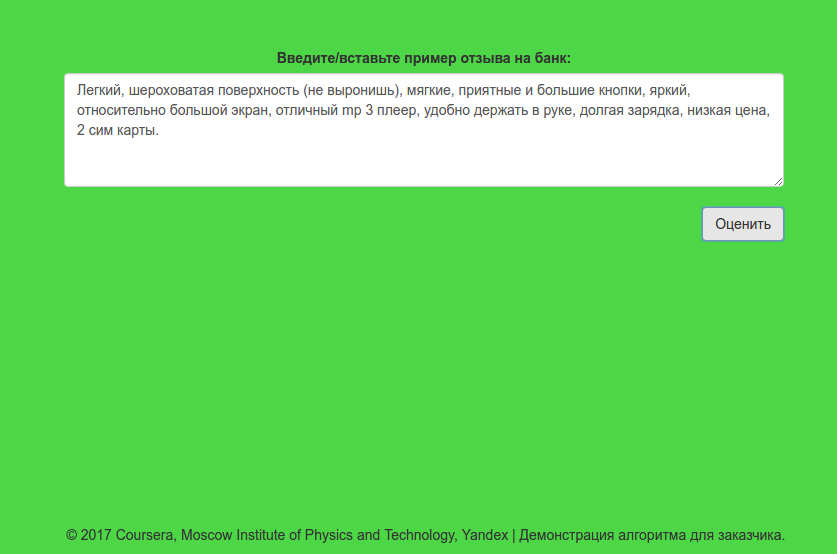 Введите/вставьте пример отзыва на банк:
Легкий, шероховатая поверхность (не выронишь), мягкие, приятные и большие кнопки, яркий,
относительно большой экран, отличный mp 3 плеер, удобно держать в руке, долгая зарядка, низкая цена,
2 сим карты.
Оценить
© 2017 Coursera, Moscow Institute of Physics and Technology, Yandex | Демонстрация алгоритма для заказчика.